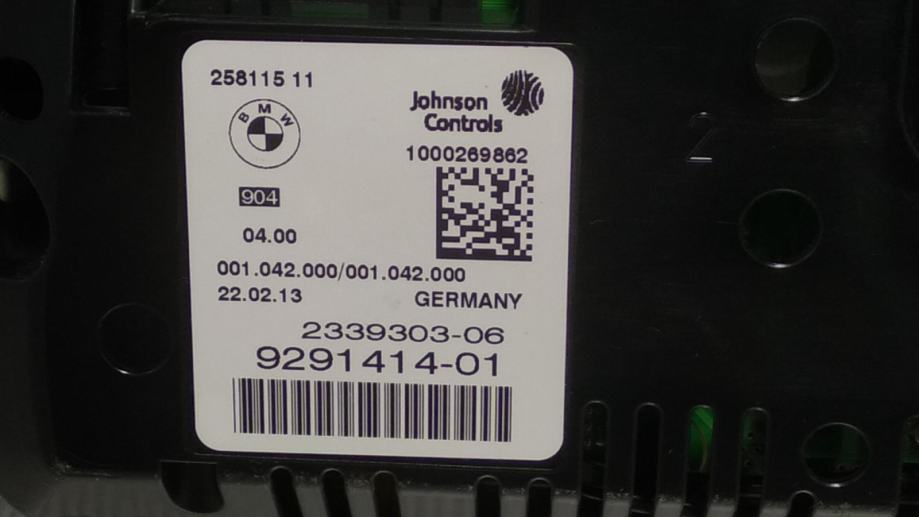 258115 11
BMW
Johnson
Controls
1000269862
904
04.00
001.042.000/001.042.000
22.02.13
GERMANY
2339303-06
9291414-01
2